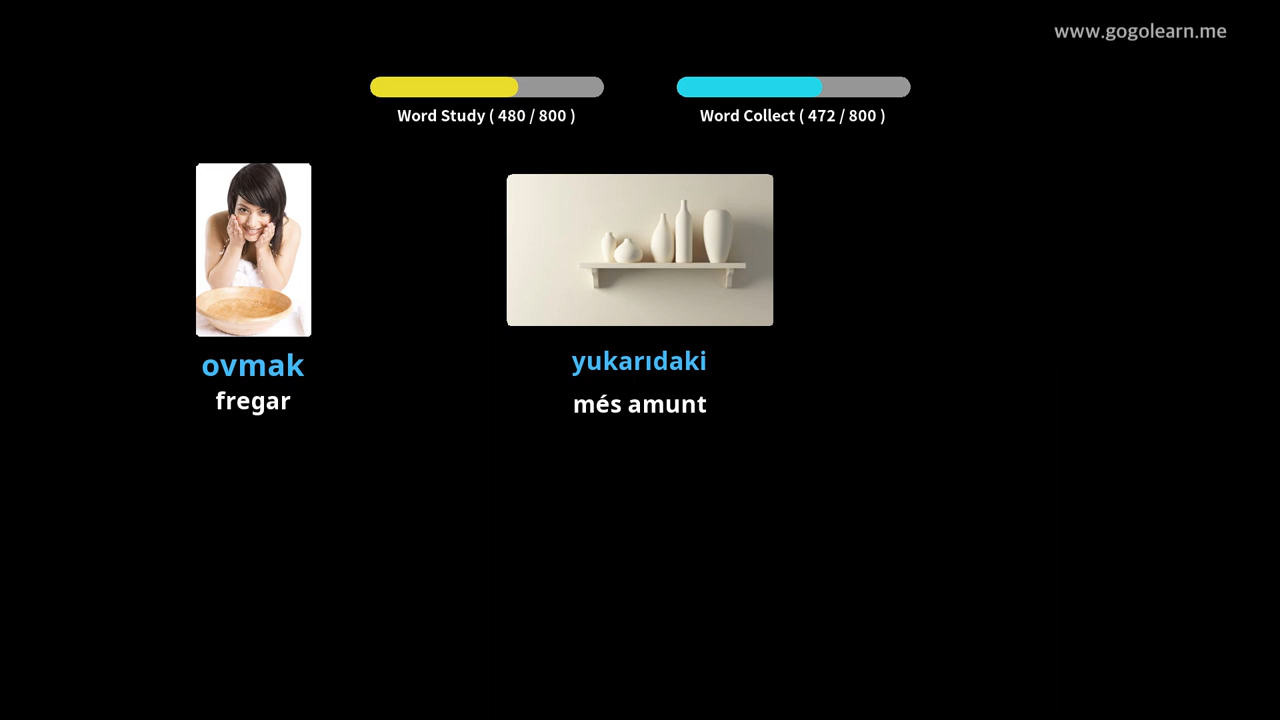 www.gogolearn.me
Word Study ( 480 / 800 )
Word Collect ( 472 / 800 )
ovmak
fregar
yukarıdaki
més amunt